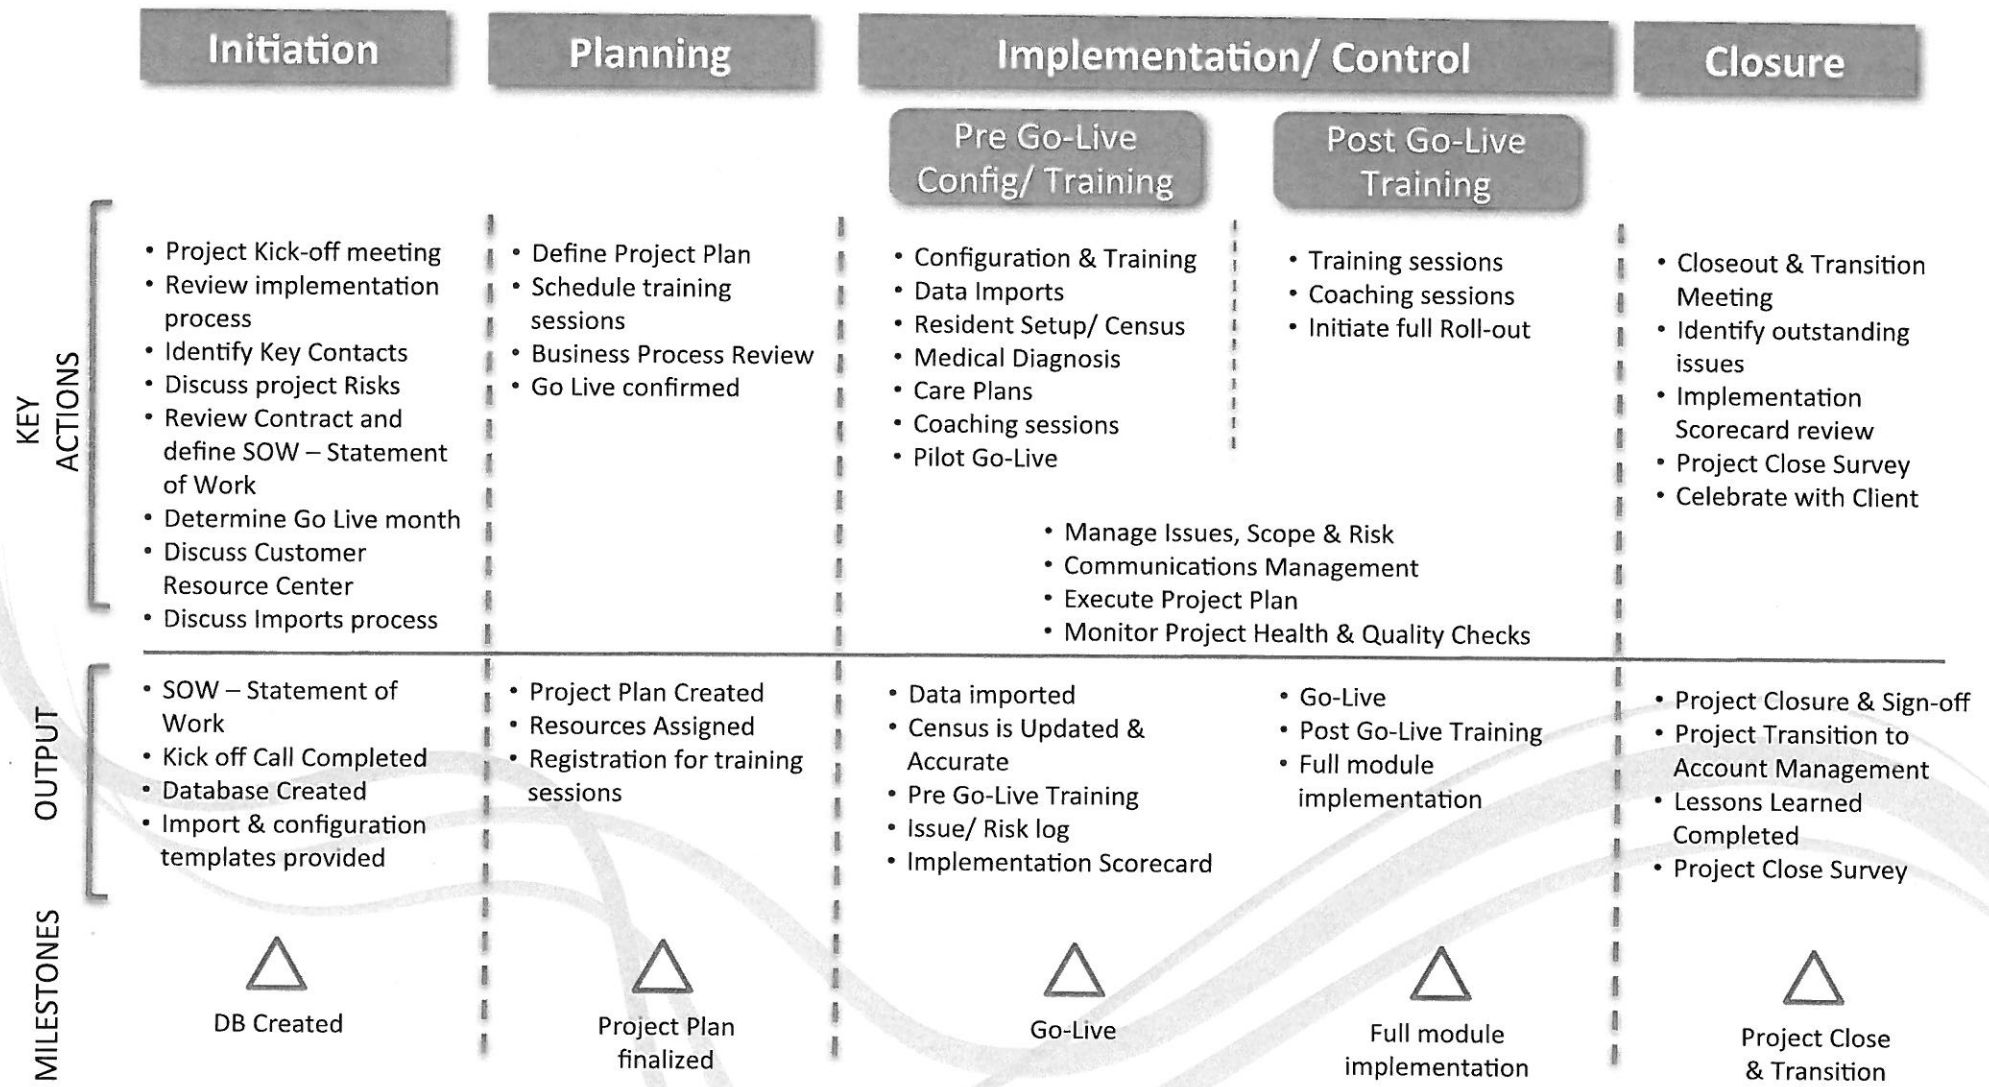 Initiation
Planning
Implementation/ Control
Closure
Pre Go-Live
Config/ Training
Post Go-Live
Training
KEY
ACTIONS
• Project Kick-off meeting
• Review implementation
process
• Identify Key Contacts
• Discuss project Risks
• Review Contract and
define SOW – Statement
of Work
• Determine Go Live month
• Discuss Customer
Resource Center
• Discuss Imports process
• Define Project Plan
• Schedule training
sessions
• Business Process Review
• Go Live confirmed
• Configuration & Training
• Data Imports
• Resident Setup/ Census
• Medical Diagnosis
• Care Plans
• Coaching sessions
• Pilot Go-Live
• Training sessions
• Coaching sessions
• Initiate full Roll-out
• Manage Issues, Scope & Risk
• Communications Management
• Execute Project Plan
• Monitor Project Health & Quality Checks
• Closeout & Transition
Meeting
• Identify outstanding
issues
• Implementation
Scorecard review
• Project Close Survey
• Celebrate with Client
OUTPUT
• SOW – Statement of
Work
• Kick off Call Completed
• Database Created
• Import & configuration
templates provided
• Project Plan Created
• Resources Assigned
• Registration for training
sessions
• Data imported
• Census is Updated &
Accurate
• Pre Go-Live Training
• Issue/ Risk log
• Implementation Scorecard
• Go-Live
• Post Go-Live Training
• Full module
implementation
• Project Closure & Sign-off
• Project Transition to
Account Management
• Lessons Learned
Completed
• Project Close Survey
MILESTONES
DB Created
Project Plan
finalized
Go-Live
Full module
implementation
Project Close
& Transition